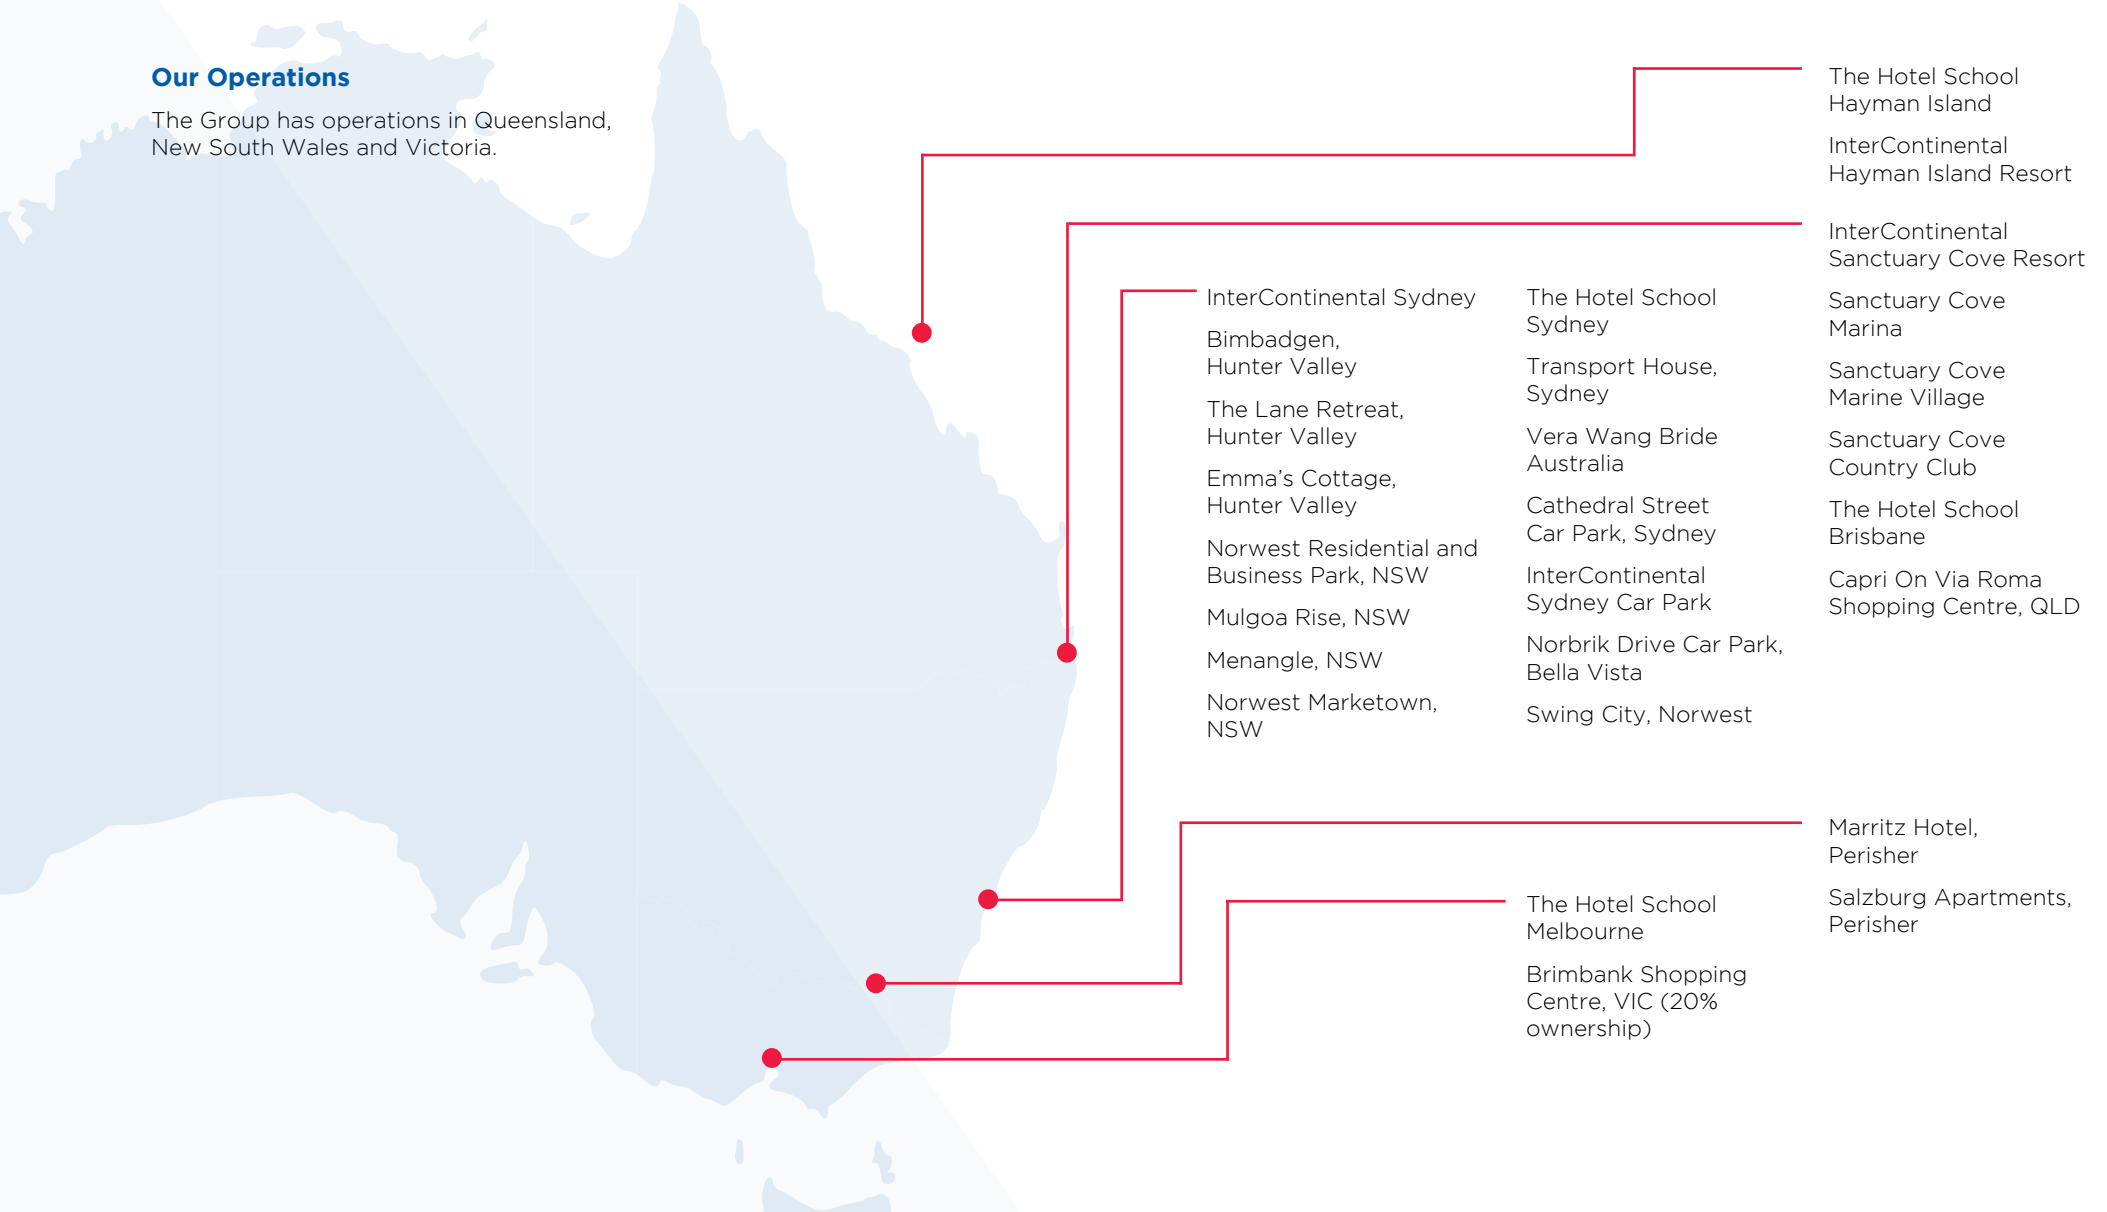 Our Operations
The Group has operations in Queensland,
New South Wales and Victoria.
The Hotel School
Hayman Island
InterContinental
Hayman Island Resort
InterContinental
Sanctuary Cove Resort
Sanctuary Cove
Marina
Sanctuary Cove
Marine Village
Sanctuary Cove
Country Club
The Hotel School
Brisbane
Capri On Via Roma
Shopping Centre, QLD
InterContinental Sydney
Bimbadgen,
Hunter Valley
The Lane Retreat,
Hunter Valley
Emma’s Cottage,
Hunter Valley
Norwest Residential and
Business Park, NSW
Mulgoa Rise, NSW
Menangle, NSW
Norwest Marketown,
NSW
The Hotel School
Sydney
Transport House,
Sydney
Vera Wang Bride
Australia
Cathedral Street
Car Park, Sydney
InterContinental
Sydney Car Park
Norbrik Drive Car Park,
Bella Vista
Swing City, Norwest
Marritz Hotel,
Perisher
Salzburg Apartments,
Perisher
The Hotel School
Melbourne
Brimbank Shopping
Centre, VIC (20%
ownership)